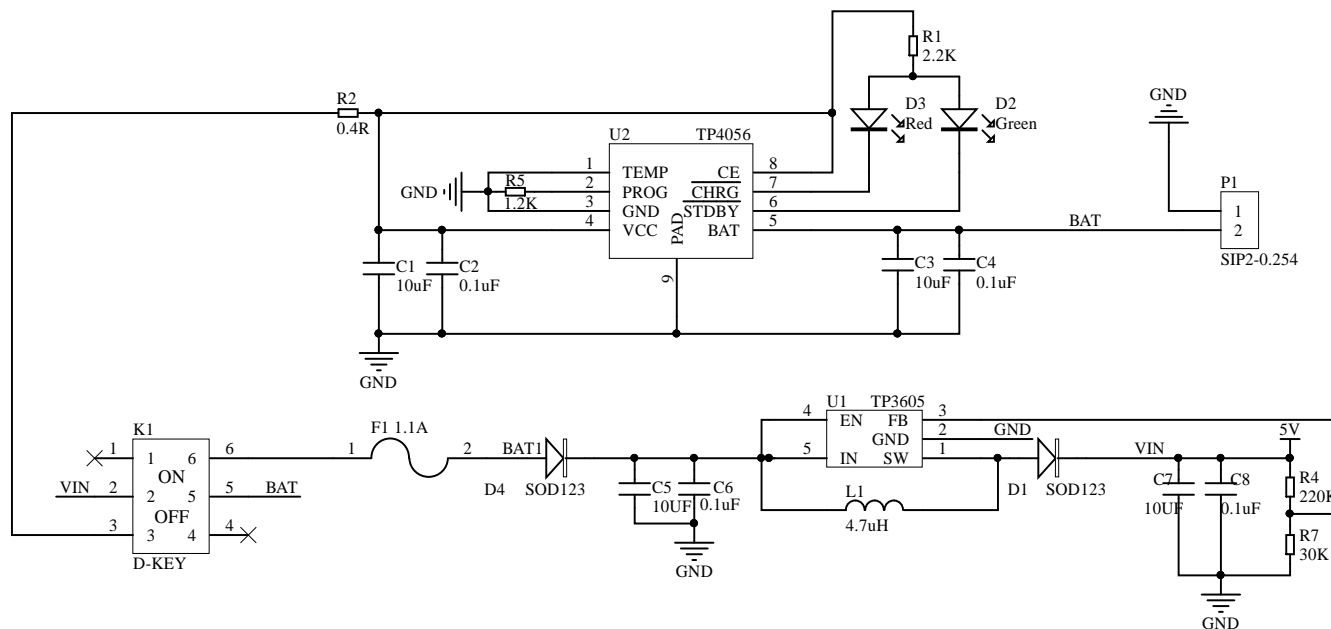 R1
2.2K
R2
0.4R
D3
Red
D2
Green
GND
U2 TP4056
1 TEMP CE 8
2 PROG CHRG 7
3 GND STDBY 6
4 VCC BAT 5
PAD
9
GND
R5
1.2K
BAT
P1
1
2
SIP2-0.254
C1
10uF
C2
0.1uF
C3
10uF
C4
0.1uF
GND
K1
1 1 6 6
ON
VIN 2 2 5 5 BAT
OFF
3 3 4 4
D-KEY
F1 1.1A
1 2
BAT1
D4 SOD123
C5
10UF
C6
0.1uF
GND
U1 TP3605
4 EN FB 3
GND 2 GND
5 IN SW 1
L1
4.7uH
D1 SOD123
VIN
5V
C7
10UF
C8
0.1uF
R4
220K
R7
30K
GND